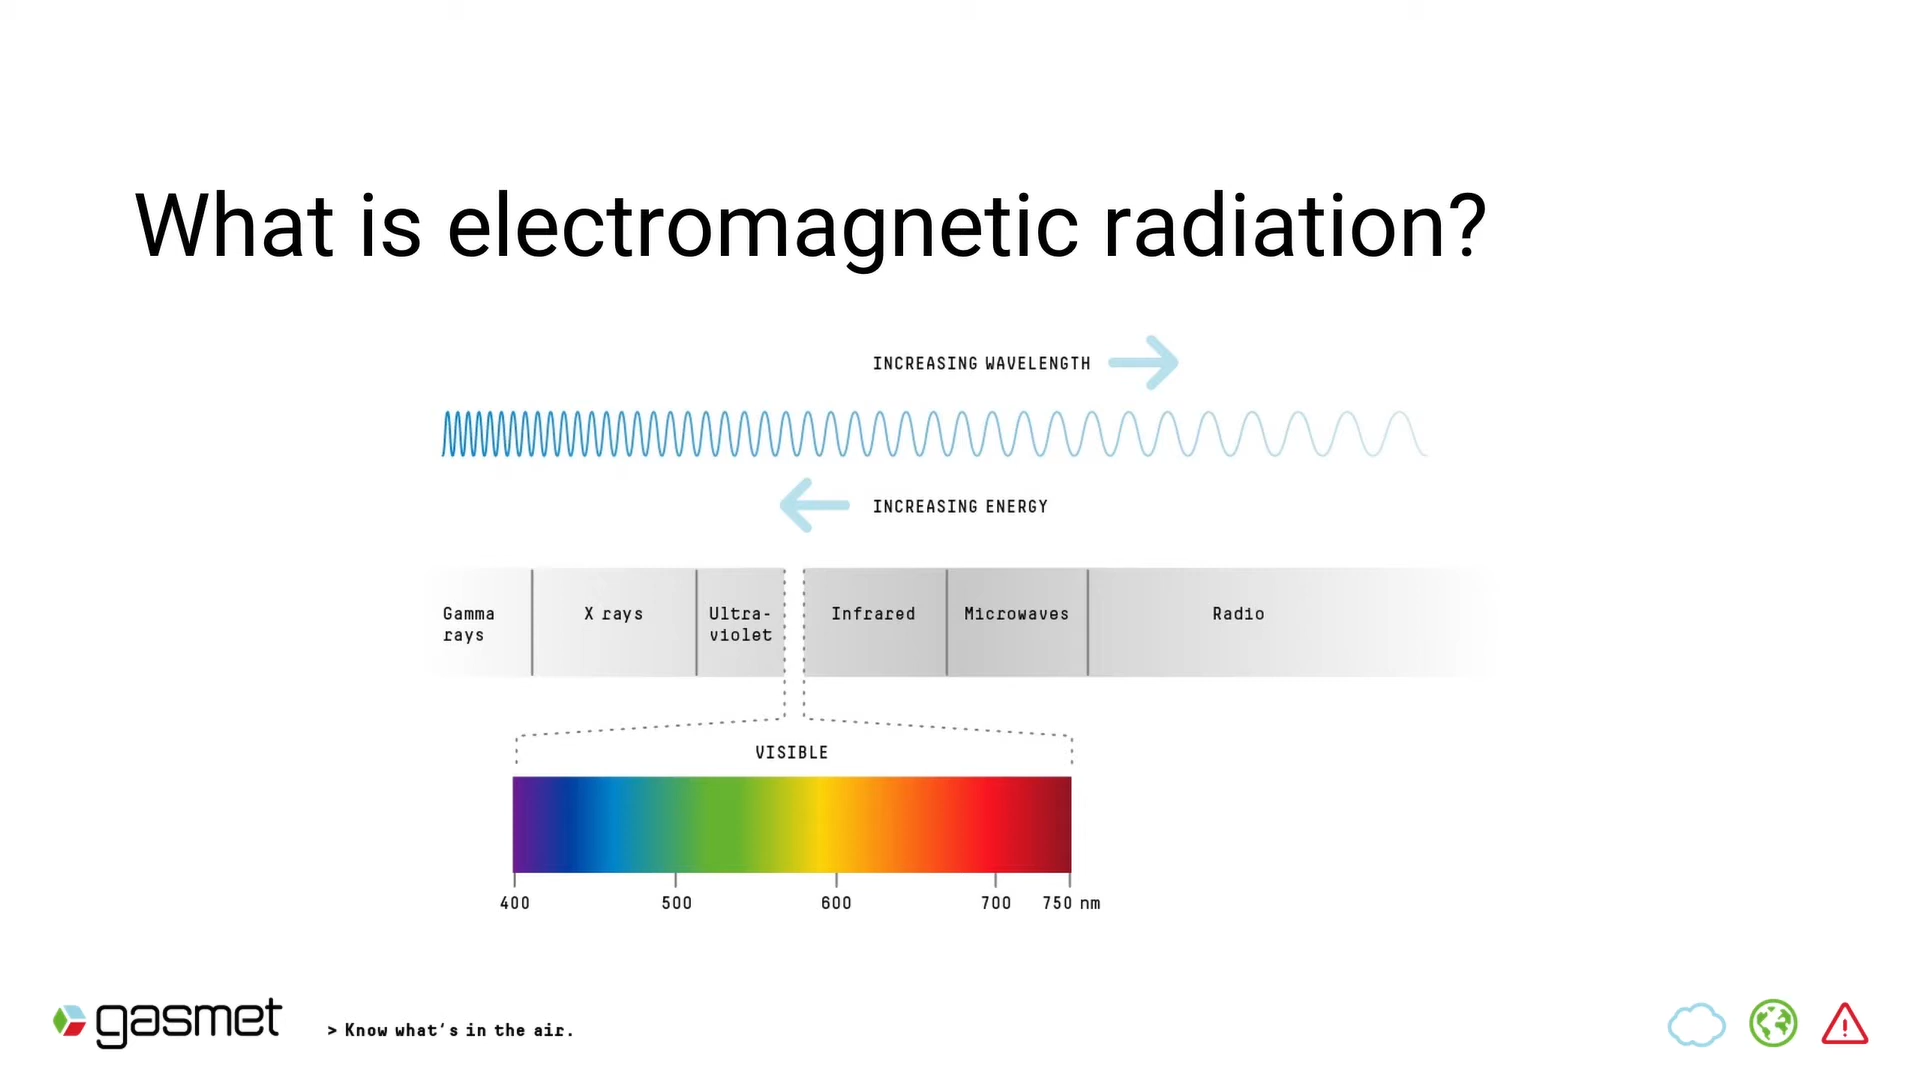 What is electromagnetic radiation?
INCREASING WAVELENGTH
INCREASING ENERGY
Gamma
rays
X rays
Ultra-
violet
Infrared
Microwaves
Radio
VISIBLE
400 500 600 700 750 nm
gasmet
> Know what's in the air.